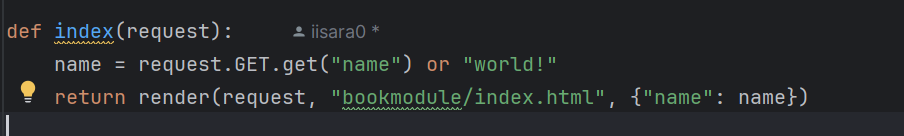 def index(request): iisara0 *
    name = request.GET.get("name") or "world!"
    return render(request, "bookmodule/index.html", {"name": name})